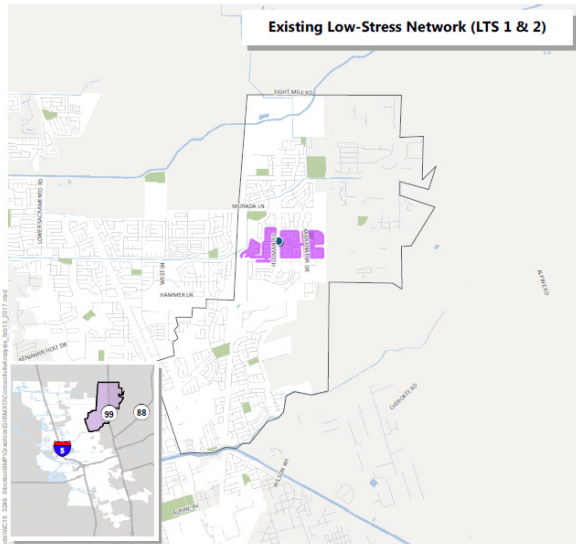 Existing Low-Stress Network (LTS 1 & 2)
EIGHT MILE RD
LOWER SACRAMENTO RD
MORADA LN
WEST LN
HAMMER LN
BENJAMIN HOLT DR
ALPINE RD
CHEROKEE RD
WILSON WY
ALPINE AV
99
88
5